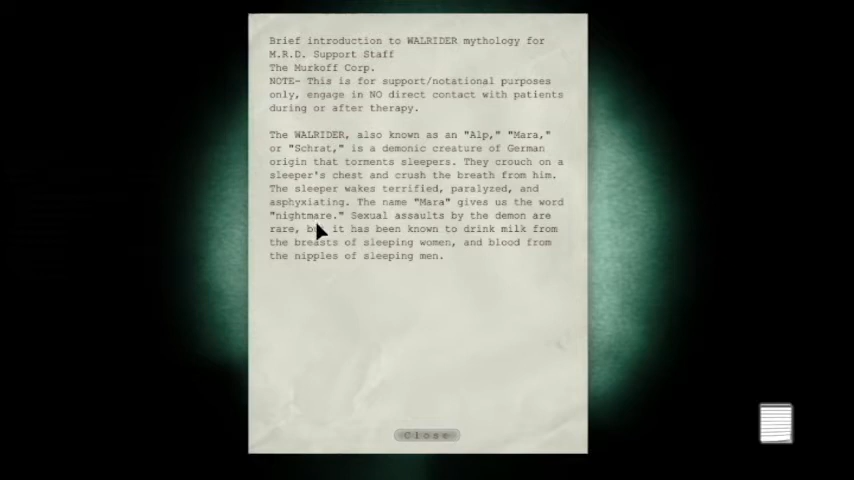 Brief introduction to WALRIDER mythology for
M.R.D. Support Staff
The Murkoff Corp.
NOTE- This is for support/notational purposes
only, engage in NO direct contact with patients
during or after therapy.
The WALRIDER, also known as an "Alp," "Mara,"
or "Schrat," is a demonic creature of German
origin that torments sleepers. They crouch on a
sleeper's chest and crush the breath from him.
The sleeper wakes terrified, paralyzed, and
asphyxiating. The name "Mara" gives us the word
"nightmare." Sexual assaults by the demon are
rare, but it has been known to drink milk from
the breasts of sleeping women, and blood from
the nipples of sleeping men.
Close